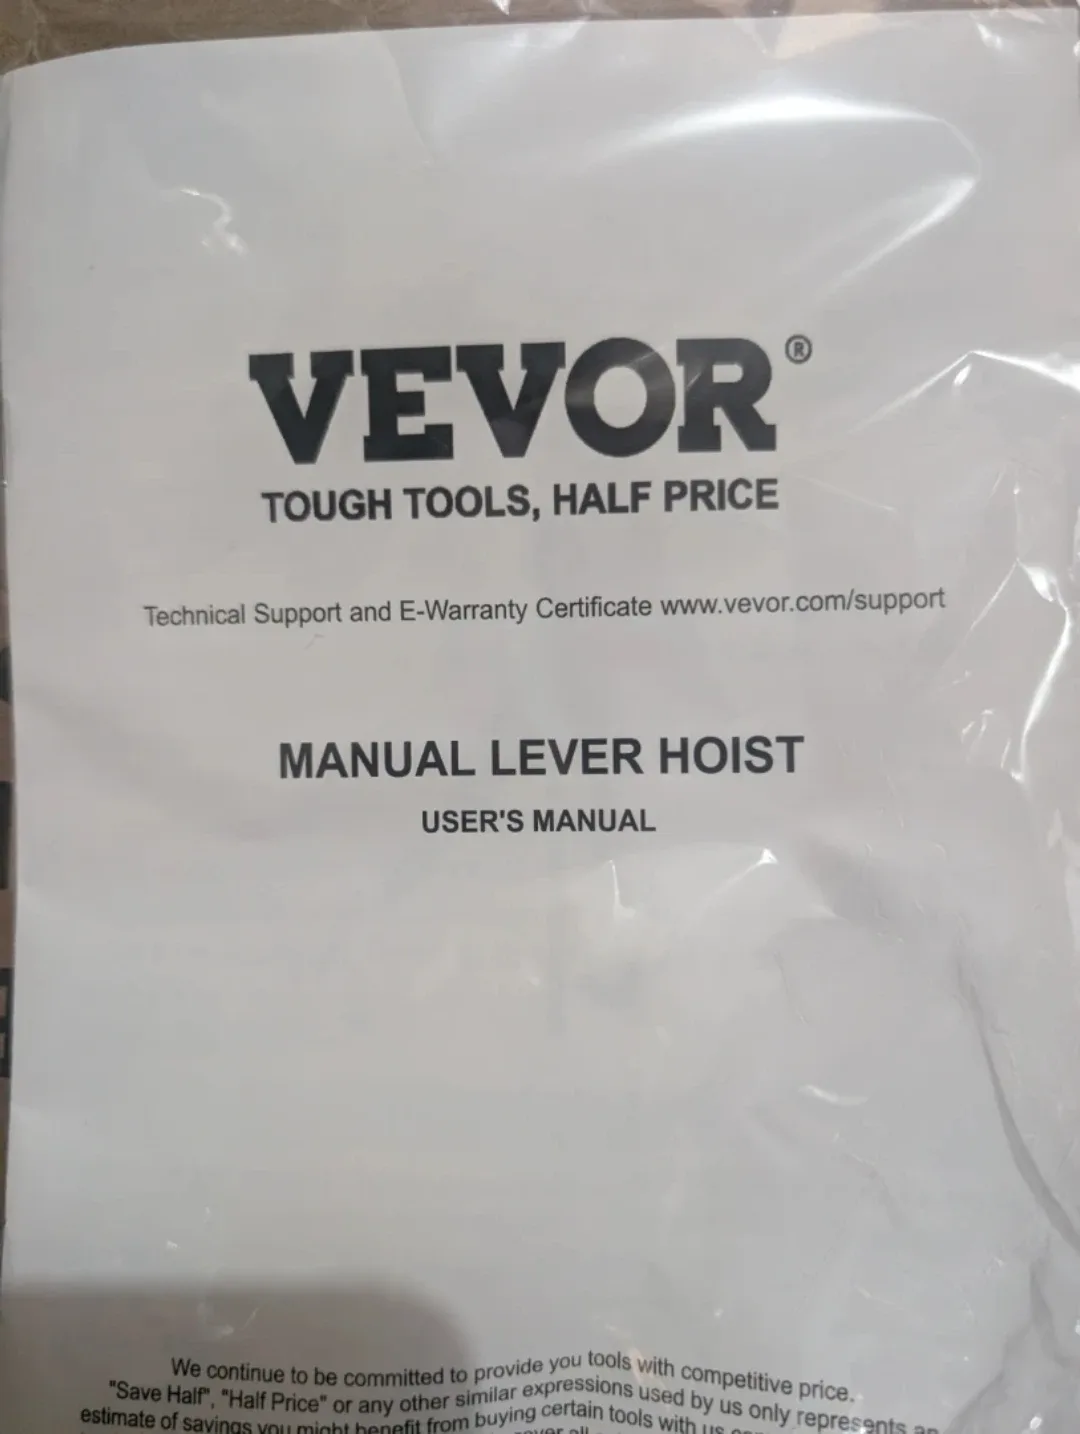 VEVOR®
TOUGH TOOLS, HALF PRICE
Technical Support and E-Warranty Certificate www.vevor.com/support
MANUAL LEVER HOIST
USER'S MANUAL
We continue to be committed to provide you tools with competitive price.
"Save Half", "Half Price" or any other similar expressions used by us only represents an
estimate of savings you might benefit from buying certain tools with us